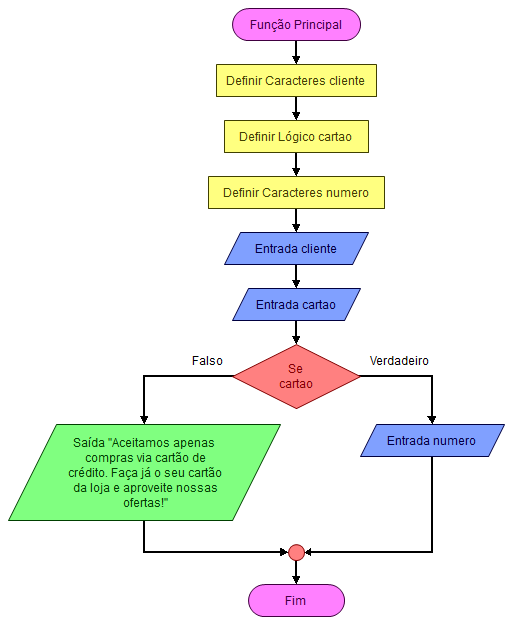 Função Principal
Definir Caracteres cliente
Definir Lógico cartao
Definir Caracteres numero
Entrada cliente
Entrada cartao
Se
cartao
Falso
Verdadeiro
Saída "Aceitamos apenas
compras via cartão de
crédito. Faça já o seu cartão
da loja e aproveite nossas
ofertas!"
Entrada numero
Fim